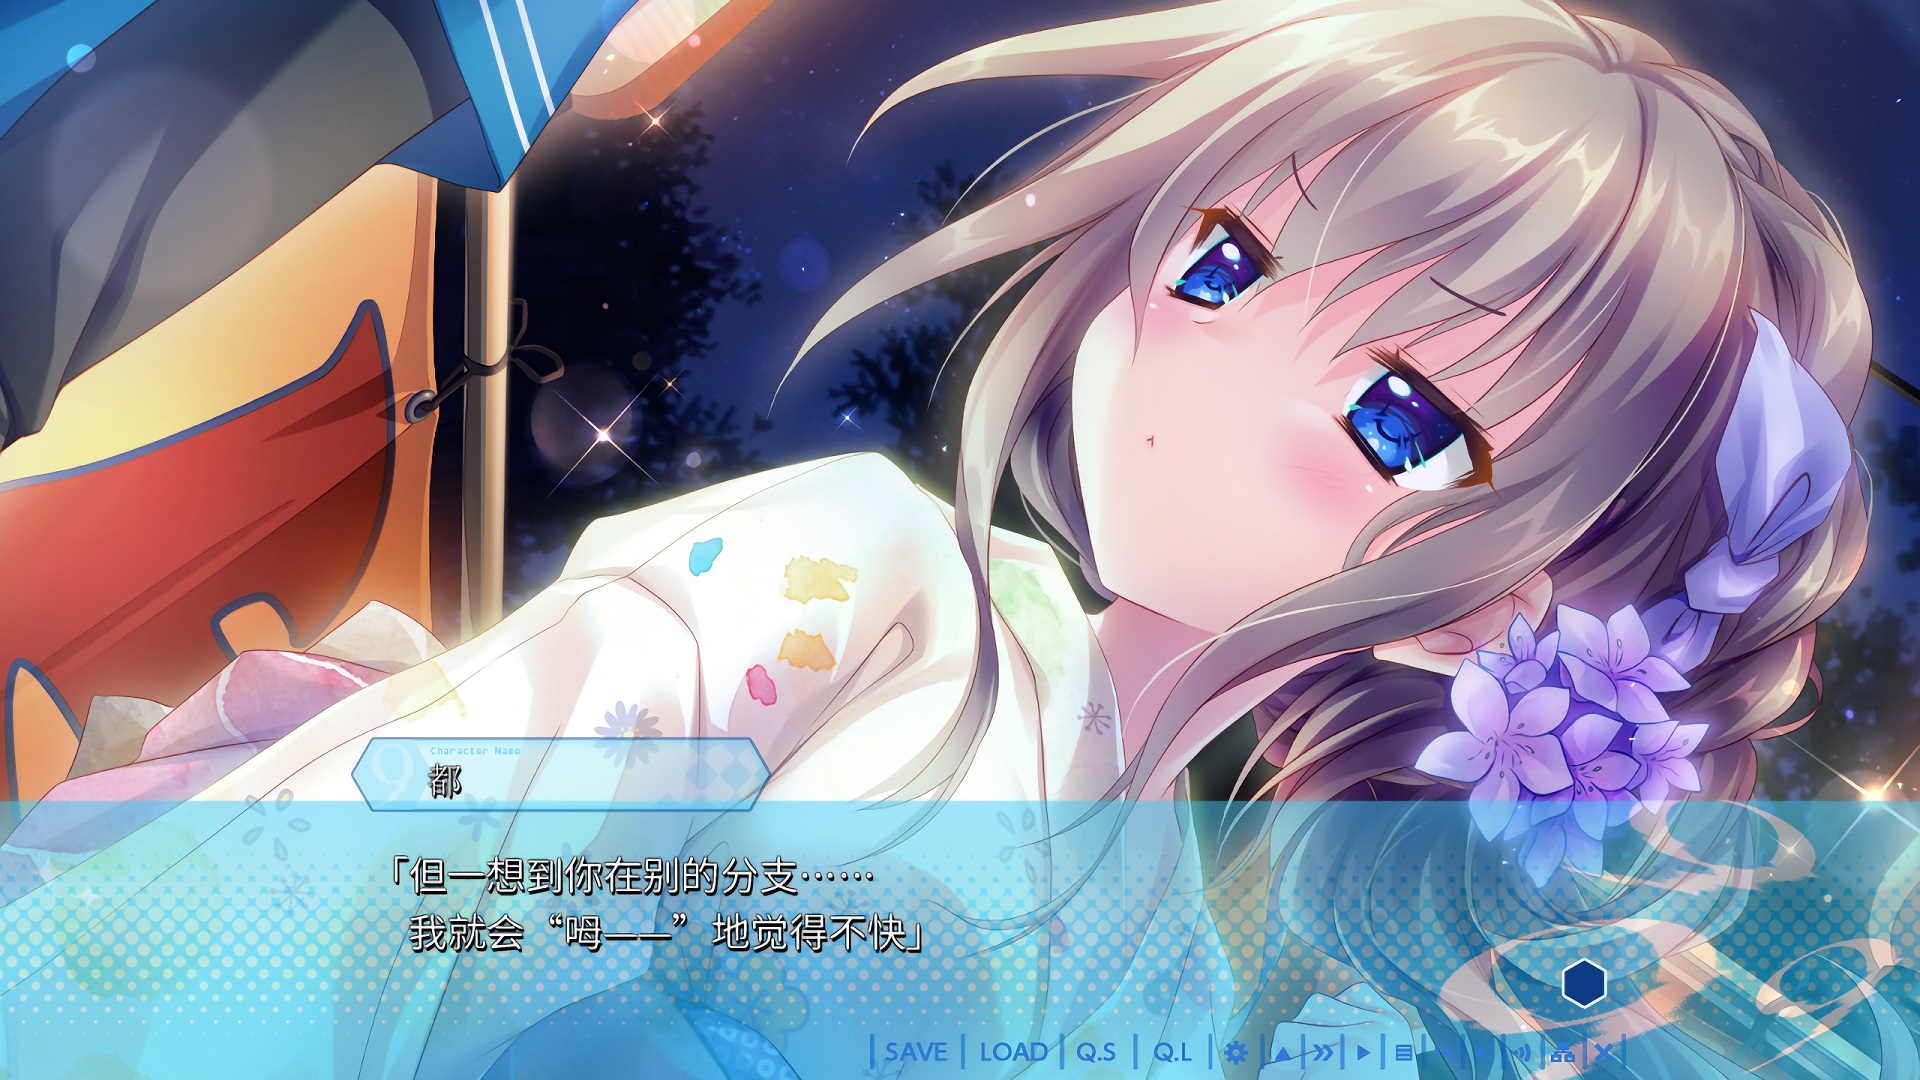 Character Name
都
「但一想到你在别的分支……
我就会“呣——”地觉得不快」
SAVE
LOAD
Q.S
Q.L